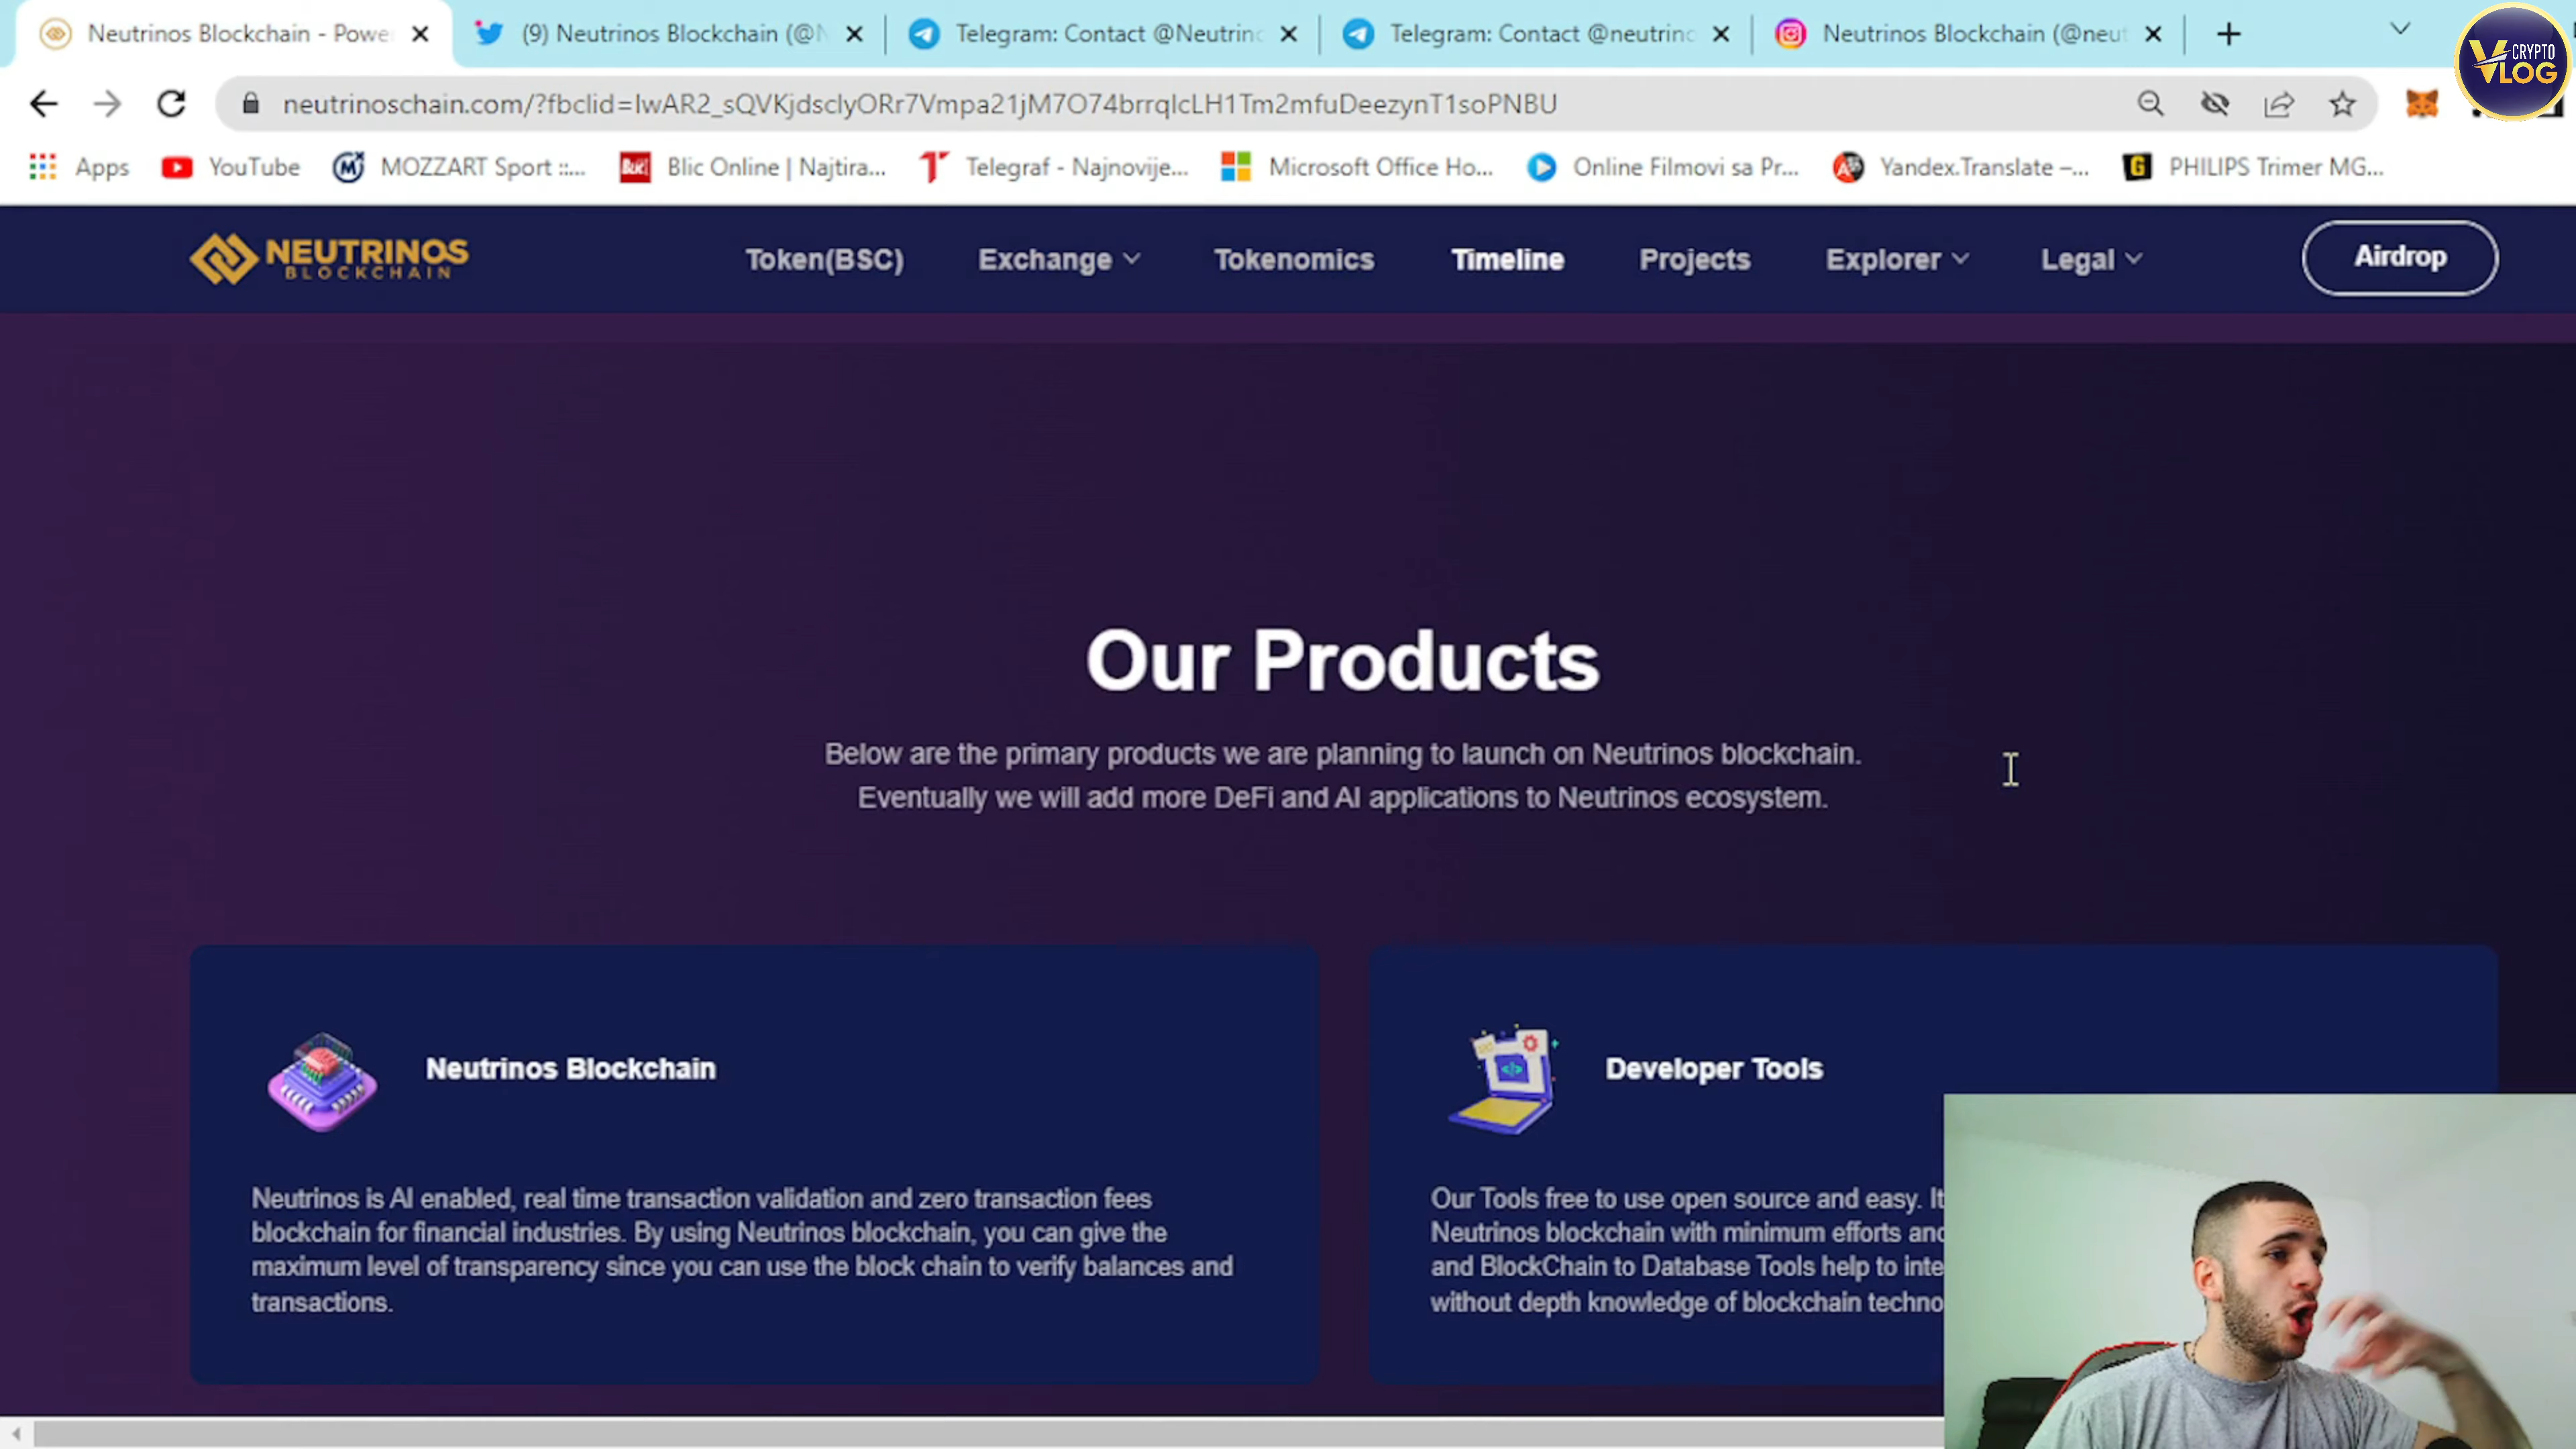 Neutrinos Blockchain - Powe
(9) Neutrinos Blockchain (@N
Telegram: Contact @Neutrino
Telegram: Contact @neutrino
Neutrinos Blockchain (@neut
CRYPTO
VLOG
neutrinoschain.com/?fbclid=IwAR2_sQVKjdsclyORr7Vmpa21jM7O74brrqIcLH1Tm2mfuDeezynT1soPNBU
Apps
YouTube
MOZZART Sport ::...
Blic Online | Najtira...
Telegraf - Najnovije...
Microsoft Office Ho...
Online Filmovi sa Pr...
Yandex.Translate –...
PHILIPS Trimer MG...
NEUTRINOS
BLOCKCHAIN
Token(BSC)
Exchange
Tokenomics
Timeline
Projects
Explorer
Legal
Airdrop
Our Products
Below are the primary products we are planning to launch on Neutrinos blockchain.
Eventually we will add more DeFi and AI applications to Neutrinos ecosystem.
Neutrinos Blockchain
Neutrinos is AI enabled, real time transaction validation and zero transaction fees
blockchain for financial industries. By using Neutrinos blockchain, you can give the
maximum level of transparency since you can use the block chain to verify balances and
transactions.
Developer Tools
Our Tools free to use open source and easy. It
Neutrinos blockchain with minimum efforts and
and BlockChain to Database Tools help to inte
without depth knowledge of blockchain techno